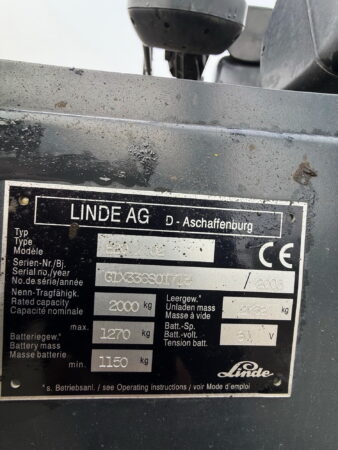 LINDE AG D - Aschaffenburg
Typ
Type
Modèle
CE
Serien-Nr./Bj.
Serial no./year / 2003
No. de série/année
Nenn-Tragfähigk. Leergew.*
Rated capacity 2000 kg Unladen mass kg
Capacité nominale Masse à vide
max. Batt.-Sp.
Batteriegew.* 1270 kg Batt.-volt. V
Battery mass Tension batt.
Masse batterie min. 1150 kg
Linde
* s. Betriebsanl. / see Operating instructions / voir Mode d'emploi